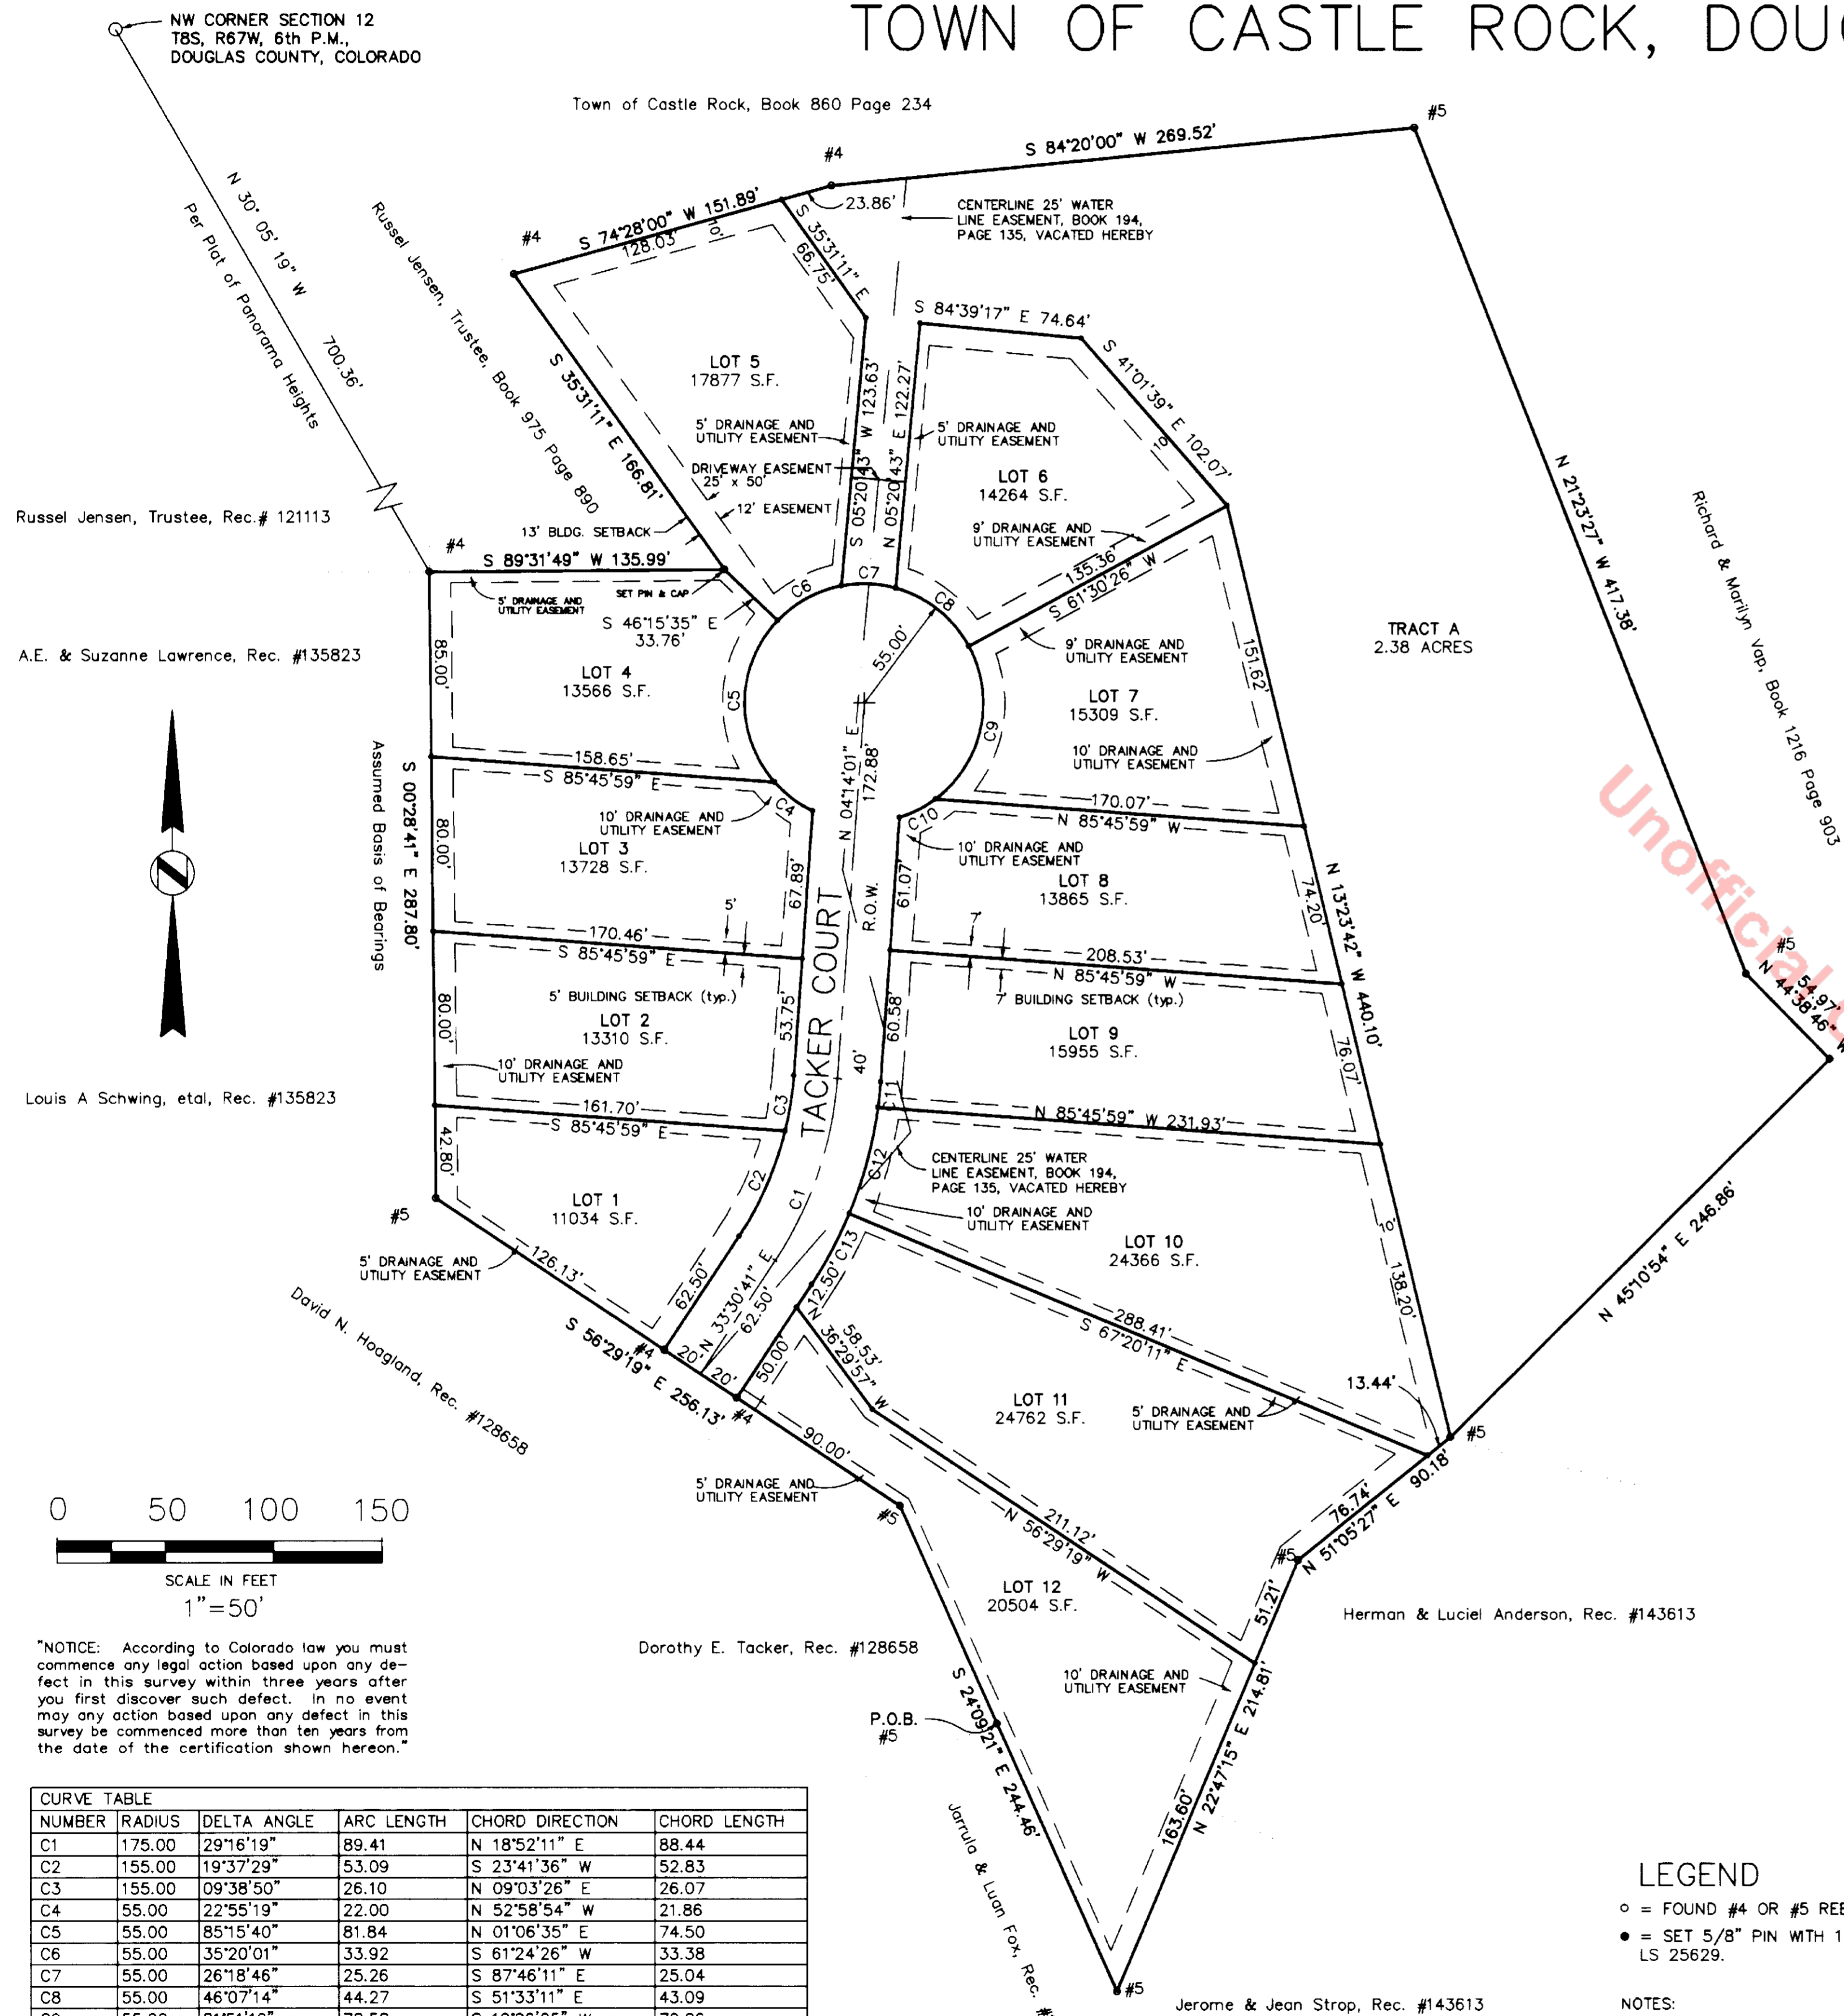 TOWN OF CASTLE ROCK,
NW CORNER SECTION 12
T8S, R67W, 6th P.M.,
DOUGLAS COUNTY, COLORADO
Town of Castle Rock, Book 860 Page 234
#5
S 84°20'00" W 269.52'
#4
23.86'
CENTERLINE 25' WATER
LINE EASEMENT, BOOK 194,
PAGE 135, VACATED HEREBY
N 30° 05' 19" W
700.36'
Per Plat of Panorama Heights
Russel Jensen, Trustee, Book 975 Page 890
#4
S 74°28'00" W 151.89'
128.03'
10'
S 35°31'11" E
66.75'
S 84°39'17" E 74.64'
S 41°01'39" E 102.07'
10'
LOT 5
17877 S.F.
S 35°31'11" E 166.81'
5' DRAINAGE AND
UTILITY EASEMENT
DRIVEWAY EASEMENT
25' x 50'
12' EASEMENT
13' BLDG. SETBACK
S 05°20'43" W 123.63'
N 05°20'43" E 122.27'
5' DRAINAGE AND
UTILITY EASEMENT
LOT 6
14264 S.F.
9' DRAINAGE AND
UTILITY EASEMENT
135.36'
S 61°30'26" W
N 21°23'27" W 417.38'
Richard & Marilyn Vap, Book 1216 Page 903
Russel Jensen, Trustee, Rec.# 121113
#4
S 89°31'49" W 135.99'
5' DRAINAGE AND
UTILITY EASEMENT
SET PIN & CAP
S 46°15'35" E
33.76'
C6
C7
C8
55.00'
9' DRAINAGE AND
UTILITY EASEMENT
151.62'
TRACT A
2.38 ACRES
A.E. & Suzanne Lawrence, Rec. #135823
85.00'
LOT 4
13566 S.F.
C5
C9
LOT 7
15309 S.F.
10' DRAINAGE AND
UTILITY EASEMENT
Assumed Basis of Bearings
S 00°28'41" E 287.80'
158.65'
S 85°45'59" E
C4
N 04°14'01" E
172.88'
C10
170.07'
N 85°45'59" W
10' DRAINAGE AND
UTILITY EASEMENT
80.00'
LOT 3
13728 S.F.
67.89'
61.07'
10' DRAINAGE AND
UTILITY EASEMENT
LOT 8
13865 S.F.
74.20'
N 13°23'42" W 440.10'
Unofficial
5'
170.46'
S 85°45'59" E
R.O.W.
7'
208.53'
N 85°45'59" W
#5
54.97'
N 44°38'46" W
5' BUILDING SETBACK (typ.)
7' BUILDING SETBACK (typ.)
80.00'
LOT 2
13310 S.F.
53.75'
TACKER COURT
40'
60.58'
LOT 9
15955 S.F.
76.07'
10' DRAINAGE AND
UTILITY EASEMENT
Louis A Schwing, etal, Rec. #135823
161.70'
S 85°45'59" E
C3
C11
N 85°45'59" W 231.93'
42.80'
C2
C1
C12
CENTERLINE 25' WATER
LINE EASEMENT, BOOK 194,
PAGE 135, VACATED HEREBY
LOT 1
11034 S.F.
#5
10' DRAINAGE AND
UTILITY EASEMENT
10'
LOT 10
24366 S.F.
138.20'
N 45°10'54" E 246.86'
5' DRAINAGE AND
UTILITY EASEMENT
126.13'
62.50'
N 33°30'41" E
62.50'
C13
12.50'
David N. Hoagland, Rec. #128658
S 56°29'19" E 256.13'
#4
20'
20'
#4
50.00'
58.53'
N 36°29'57" W
288.41'
S 67°20'11" E
13.44'
LOT 11
24762 S.F.
5' DRAINAGE AND
UTILITY EASEMENT
#5
90.00'
5' DRAINAGE AND
UTILITY EASEMENT
#5
76.74'
N 51°05'27" E 90.18'
211.12'
N 56°29'19" W
#5
51.21'
0 50 100 150
SCALE IN FEET
1"=50'
LOT 12
20504 S.F.
Herman & Luciel Anderson, Rec. #143613
"NOTICE: According to Colorado law you must
commence any legal action based upon any de-
fect in this survey within three years after
you first discover such defect. In no event
may any action based upon any defect in this
survey be commenced more than ten years from
the date of the certification shown hereon."
Dorothy E. Tacker, Rec. #128658
10' DRAINAGE AND
UTILITY EASEMENT
P.O.B.
#5
S 24°09'21" E 244.46'
163.60'
N 22°47'15" E 214.81'
Jarrula & Luan Fox, Rec. #
#5
Jerome & Jean Strop, Rec. #143613
CURVE TABLE
NUMBER RADIUS DELTA ANGLE ARC LENGTH CHORD DIRECTION CHORD LENGTH
C1 175.00 29°16'19" 89.41 N 18°52'11" E 88.44
C2 155.00 19°37'29" 53.09 S 23°41'36" W 52.83
C3 155.00 09°38'50" 26.10 N 09°03'26" E 26.07
C4 55.00 22°55'19" 22.00 N 52°58'54" W 21.86
C5 55.00 85°15'40" 81.84 N 01°06'35" E 74.50
C6 55.00 35°20'01" 33.92 S 61°24'26" W 33.38
C7 55.00 26°18'46" 25.26 S 87°46'11" E 25.04
C8 55.00 46°07'14" 44.27 S 51°33'11" E 43.09
LEGEND
○ = FOUND #4 OR #5
● = SET 5/8" PIN WITH 1
LS 25629.
NOTES: